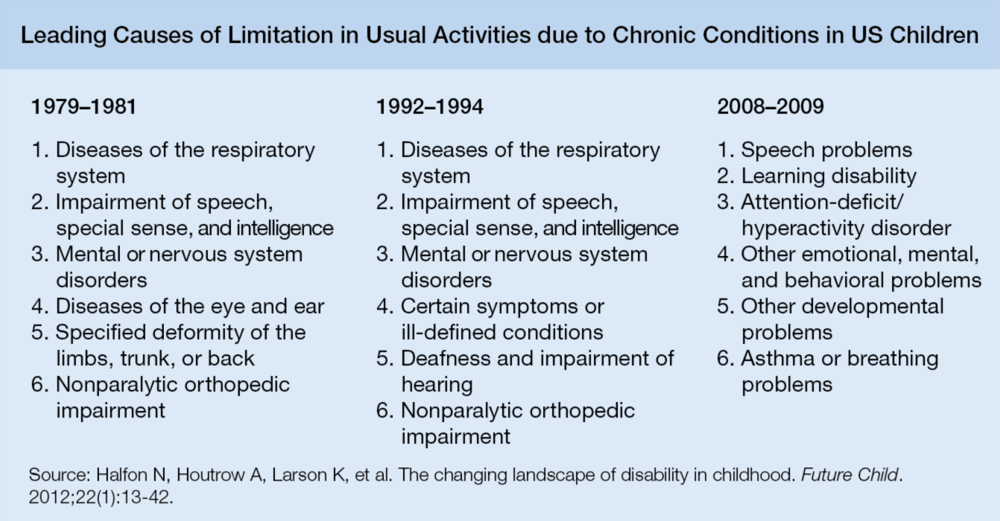 Leading Causes of Limitation in Usual Activities due to Chronic Conditions in US Children
1979–1981
1. Diseases of the respiratory
system
2. Impairment of speech,
special sense, and intelligence
3. Mental or nervous system
disorders
4. Diseases of the eye and ear
5. Specified deformity of the
limbs, trunk, or back
6. Nonparalytic orthopedic
impairment
1992–1994
1. Diseases of the respiratory
system
2. Impairment of speech,
special sense, and intelligence
3. Mental or nervous system
disorders
4. Certain symptoms or
ill-defined conditions
5. Deafness and impairment of
hearing
6. Nonparalytic orthopedic
impairment
2008–2009
1. Speech problems
2. Learning disability
3. Attention-deficit/
hyperactivity disorder
4. Other emotional, mental,
and behavioral problems
5. Other developmental
problems
6. Asthma or breathing
problems
Source: Halfon N, Houtrow A, Larson K, et al. The changing landscape of disability in childhood. Future Child.
2012;22(1):13-42.